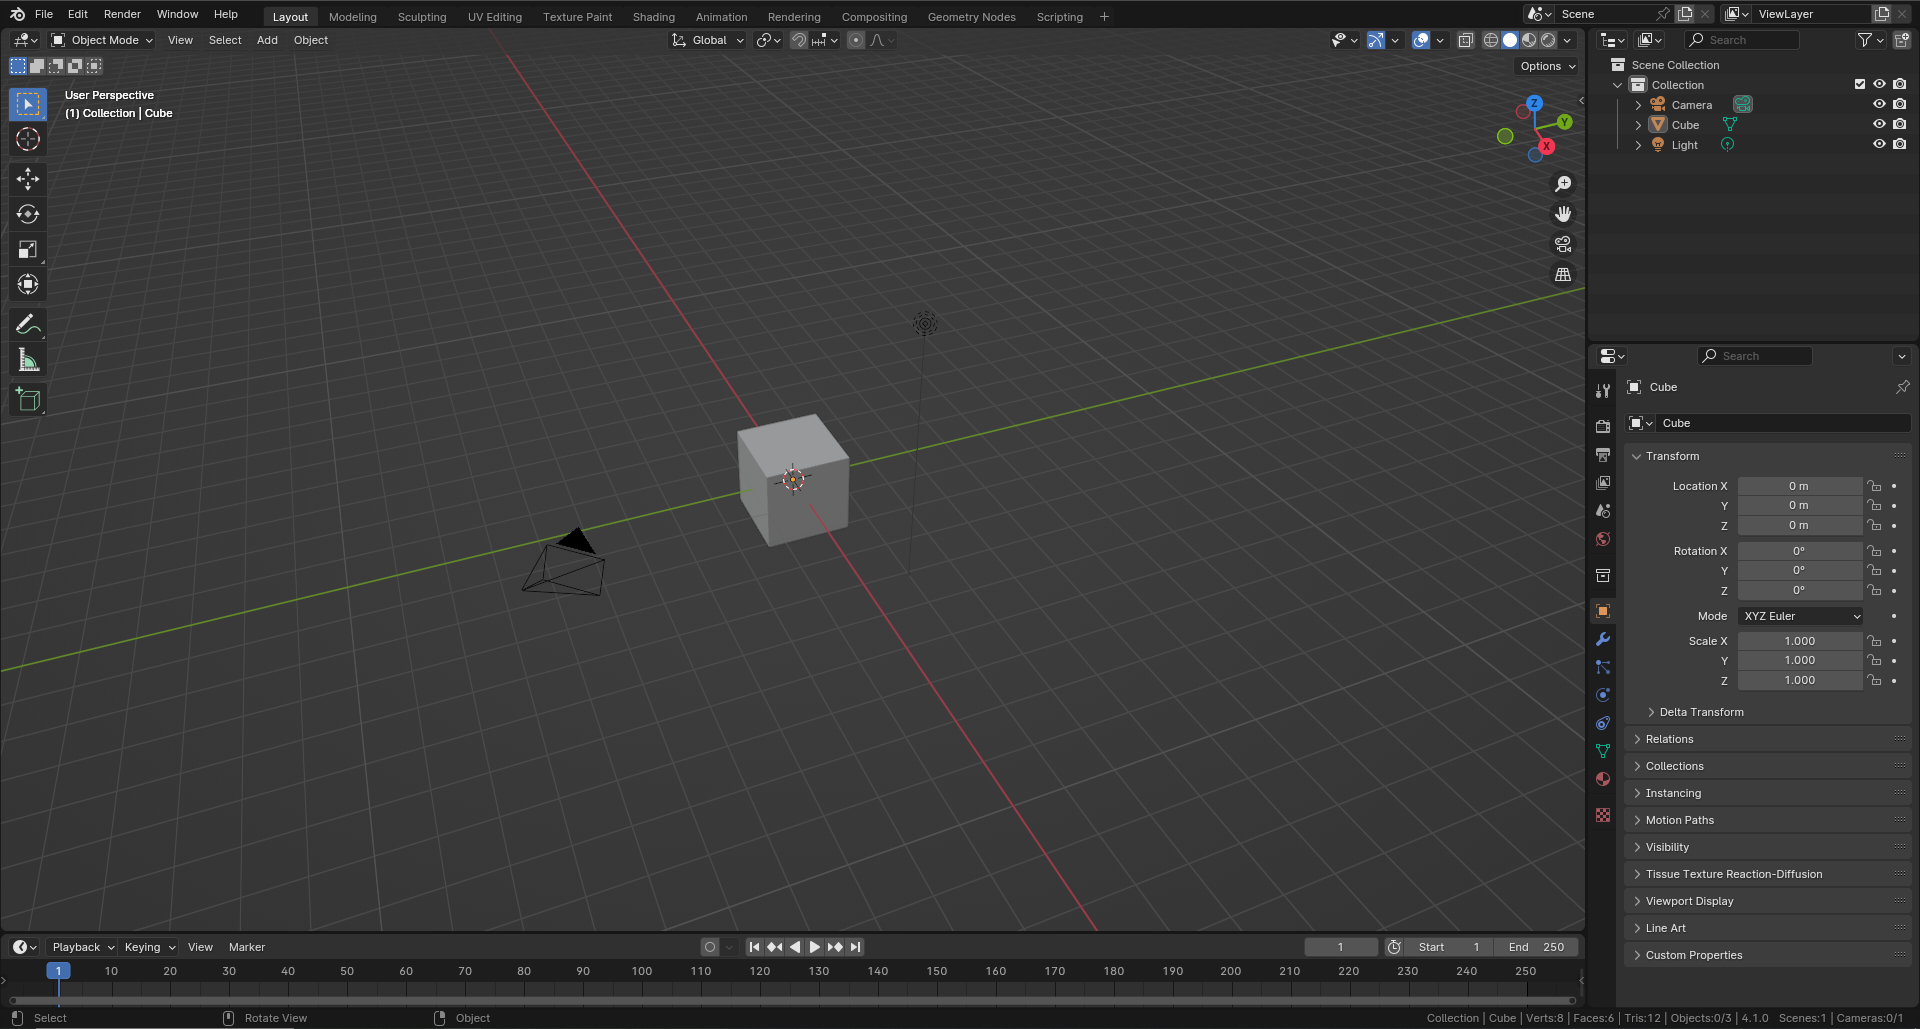 File Edit Render Window Help Layout Modeling Sculpting UV Editing Texture Paint Shading Animation Rendering Compositing Geometry Nodes Scripting + Scene ViewLayer
Object Mode View Select Add Object Global Search
Options
User Perspective
(1) Collection | Cube
Z
Y
X
Scene Collection
Collection
Camera
Cube
Light
Search
Cube
Cube
Transform
Location X 0 m
Y 0 m
Z 0 m
Rotation X 0°
Y 0°
Z 0°
Mode XYZ Euler
Scale X 1.000
Y 1.000
Z 1.000
Delta Transform
Relations
Collections
Instancing
Motion Paths
Visibility
Tissue Texture Reaction-Diffusion
Viewport Display
Line Art
Custom Properties
Playback Keying View Marker 1 Start 1 End 250
1 10 20 30 40 50 60 70 80 90 100 110 120 130 140 150 160 170 180 190 200 210 220 230 240 250
Select Rotate View Object Collection | Cube | Verts:8 | Faces:6 | Tris:12 | Objects:0/3 | 4.1.0 Scenes:1 | Cameras:0/1